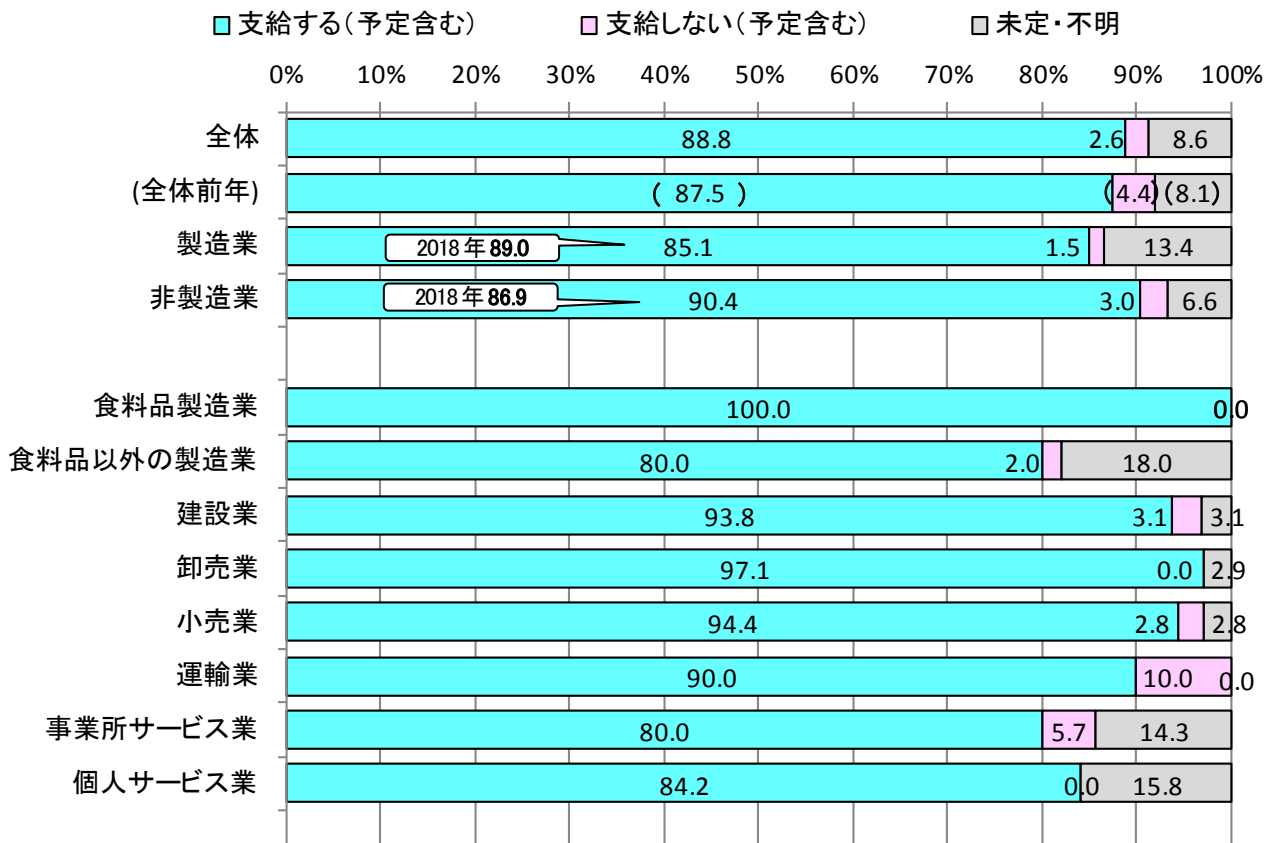 支給する(予定含む) 支給しない(予定含む) 未定・不明
0% 10% 20% 30% 40% 50% 60% 70% 80% 90% 100%
全体 88.8 2.6 8.6
(全体前年) ( 87.5 ) (4.4) (8.1)
製造業 2018年89.0 85.1 1.5 13.4
非製造業 2018年86.9 90.4 3.0 6.6
食料品製造業 100.0 0.0
食料品以外の製造業 80.0 2.0 18.0
建設業 93.8 3.1 3.1
卸売業 97.1 0.0 2.9
小売業 94.4 2.8 2.8
運輸業 90.0 10.0 0.0
事業所サービス業 80.0 5.7 14.3
個人サービス業 84.2 0.0 15.8